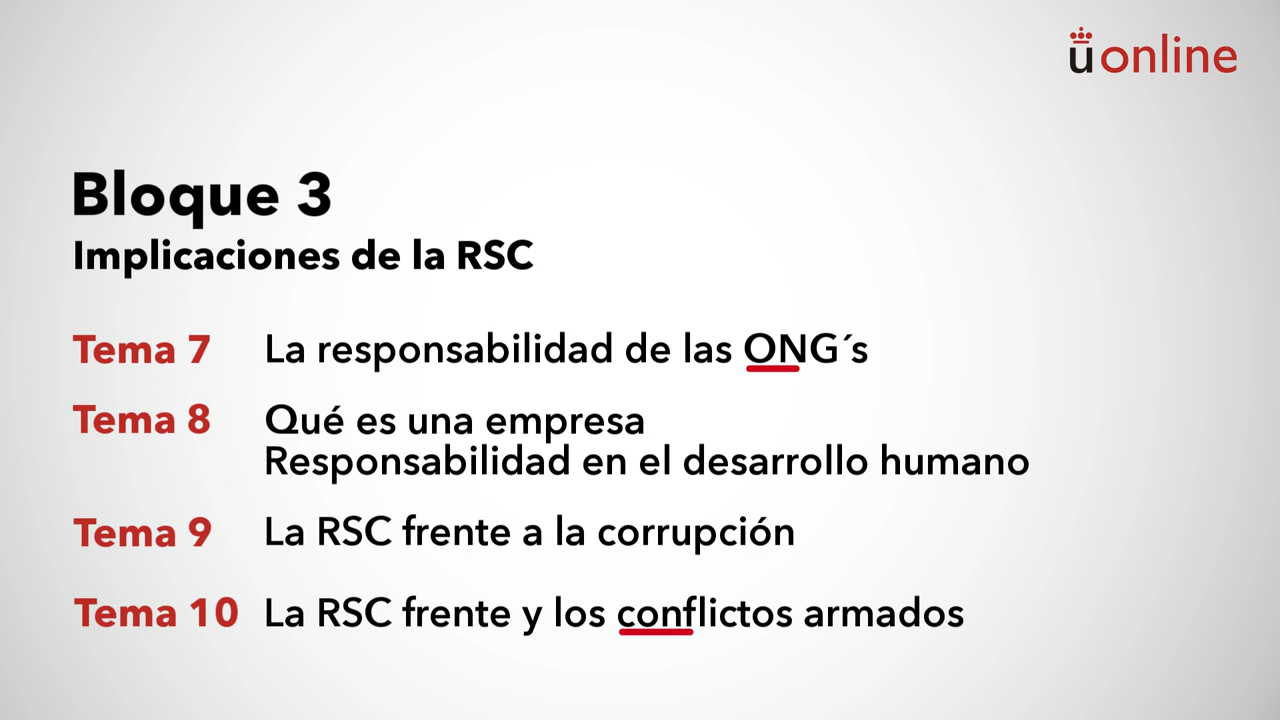 ü online
Bloque 3
Implicaciones de la RSC
Tema 7 La responsabilidad de las ONG´s
Tema 8 Qué es una empresa
Responsabilidad en el desarrollo humano
Tema 9 La RSC frente a la corrupción
Tema 10 La RSC frente y los conflictos armados